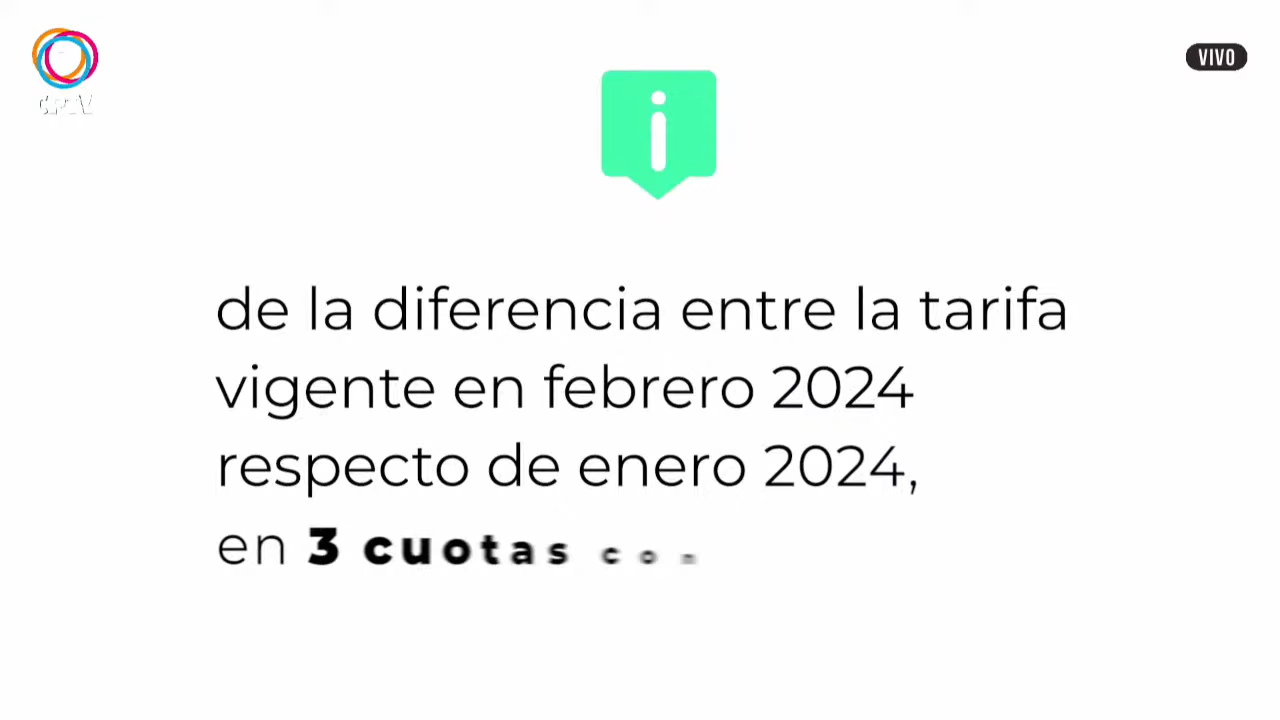 VIVO
i
de la diferencia entre la tarifa
vigente en febrero 2024
respecto de enero 2024,
en 3 cuotas